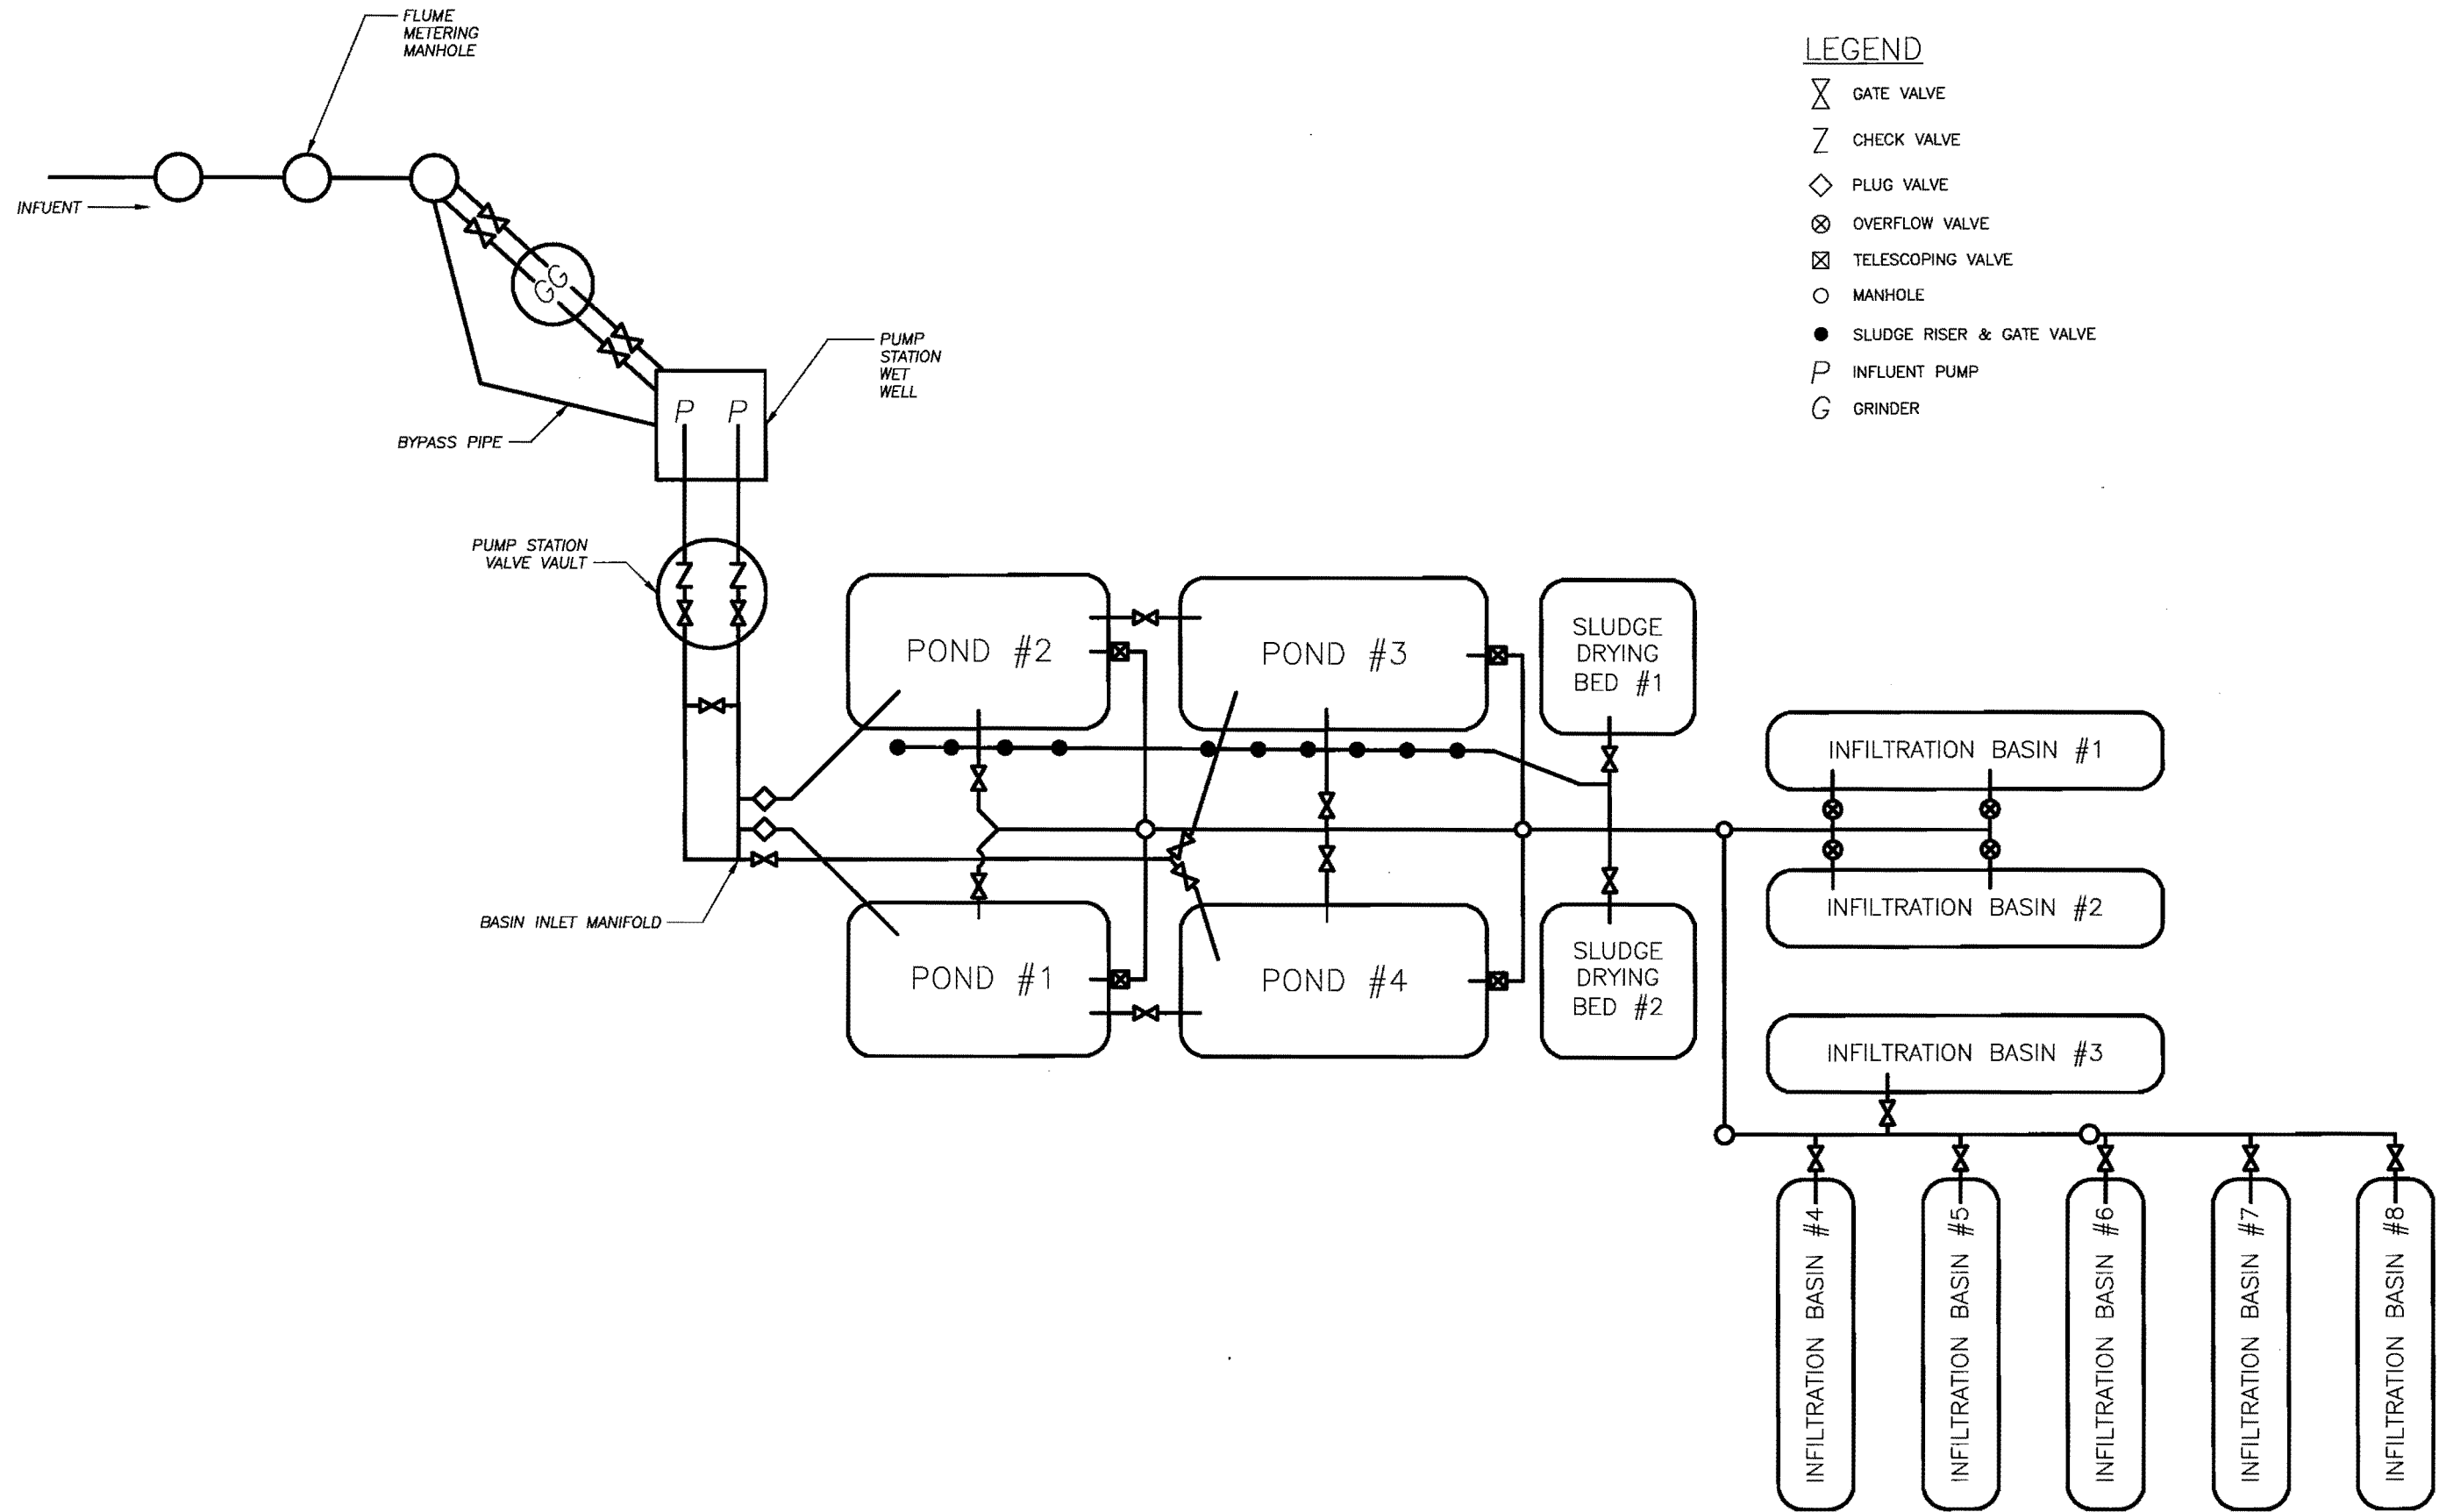 FLUME
METERING
MANHOLE
INFUENT
G
G
BYPASS PIPE
P P
PUMP
STATION
WET
WELL
PUMP STATION
VALVE VAULT
BASIN INLET MANIFOLD
LEGEND
GATE VALVE
Z CHECK VALVE
PLUG VALVE
OVERFLOW VALVE
TELESCOPING VALVE
MANHOLE
SLUDGE RISER & GATE VALVE
P INFLUENT PUMP
G GRINDER
POND #2
POND #3
SLUDGE
DRYING
BED #1
POND #1
POND #4
SLUDGE
DRYING
BED #2
INFILTRATION BASIN #1
INFILTRATION BASIN #2
INFILTRATION BASIN #3
INFILTRATION BASIN #4
INFILTRATION BASIN #5
INFILTRATION BASIN #6
INFILTRATION BASIN #7
INFILTRATION BASIN #8